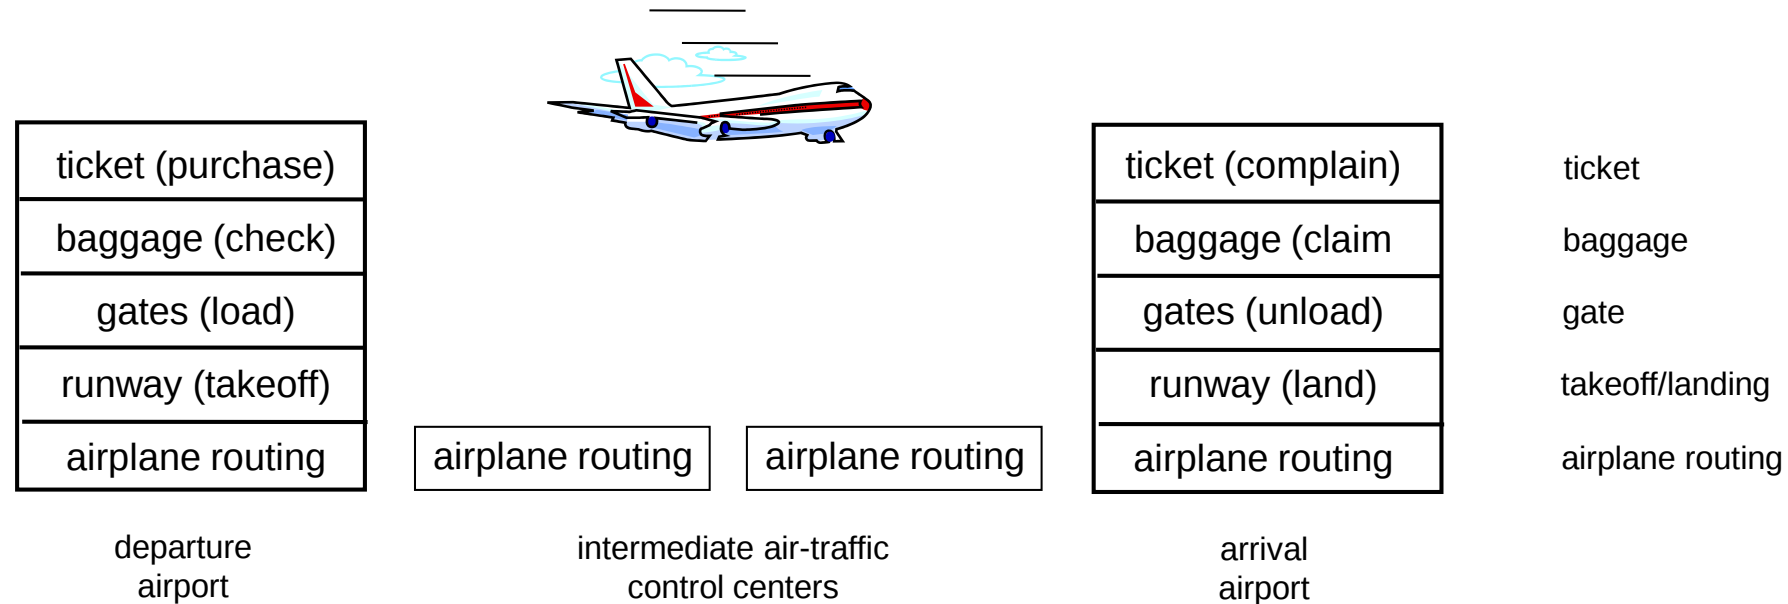 ticket (purchase)
baggage (check)
gates (load)
runway (takeoff)
airplane routing
departure
airport
airplane routing
airplane routing
intermediate air-traffic
control centers
ticket (complain)
baggage (claim
gates (unload)
runway (land)
airplane routing
arrival
airport
ticket
baggage
gate
takeoff/landing
airplane routing